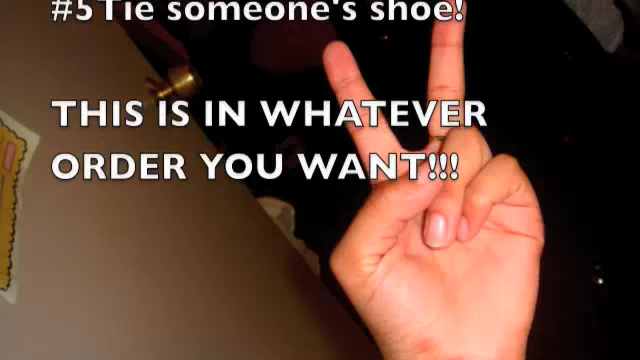 #5Tie someone's shoe!
THIS IS IN WHATEVER
ORDER YOU WANT!!!